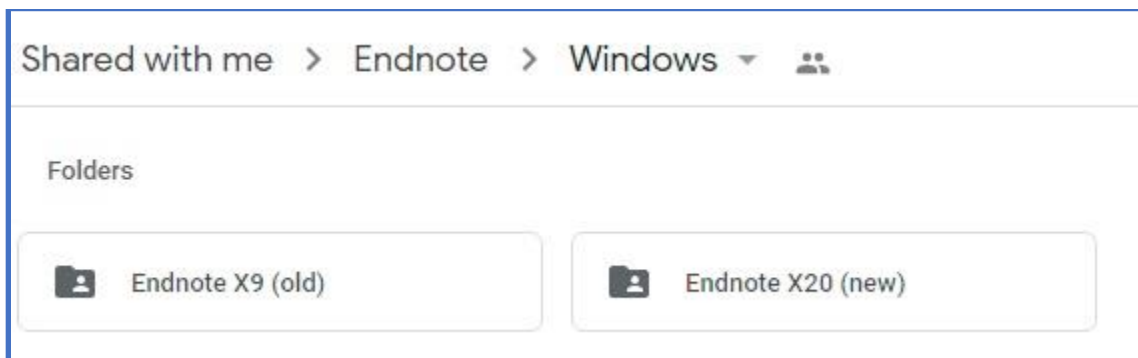 Shared with me > Endnote > Windows
Folders
Endnote X9 (old)
Endnote X20 (new)